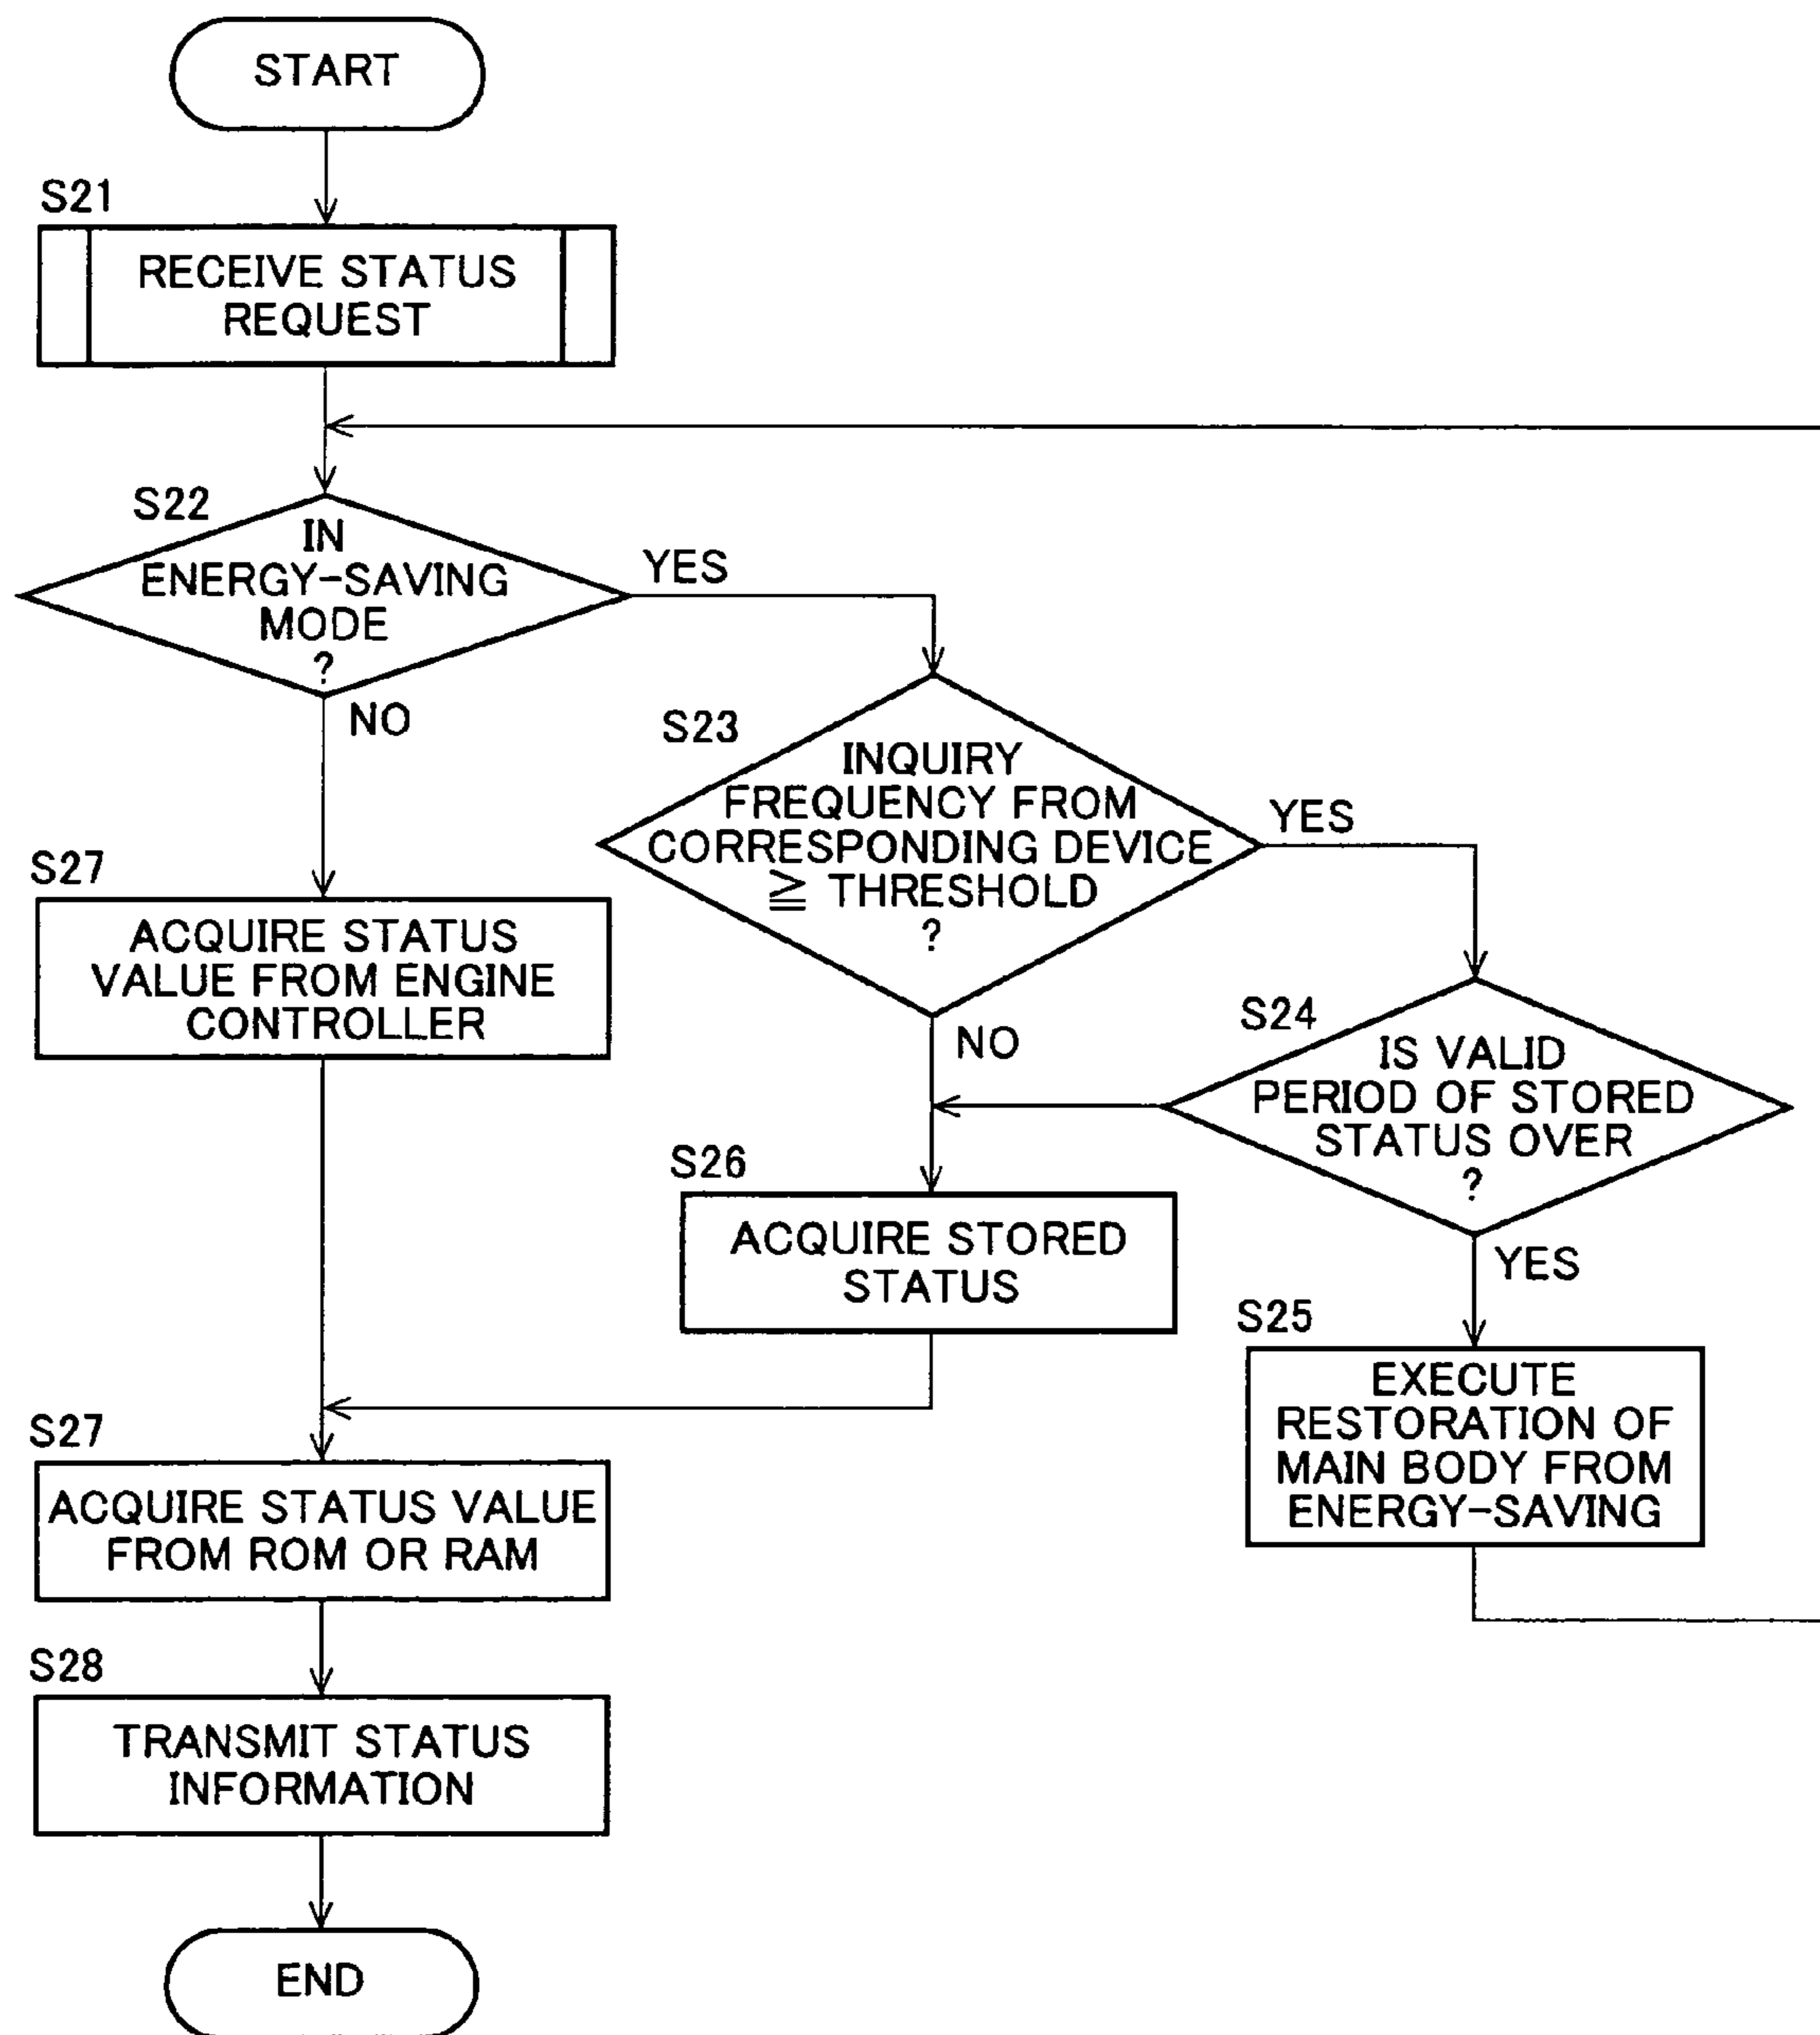 START
S21
RECEIVE STATUS
REQUEST
S22
IN
ENERGY-SAVING
MODE
?
YES
NO
S23
INQUIRY
FREQUENCY FROM
CORRESPONDING DEVICE
≧ THRESHOLD
?
YES
NO
S27
ACQUIRE STATUS
VALUE FROM ENGINE
CONTROLLER
S24
IS VALID
PERIOD OF STORED
STATUS OVER
?
YES
S26
ACQUIRE STORED
STATUS
S25
EXECUTE
RESTORATION OF
MAIN BODY FROM
ENERGY-SAVING
S27
ACQUIRE STATUS VALUE
FROM ROM OR RAM
S28
TRANSMIT STATUS
INFORMATION
END